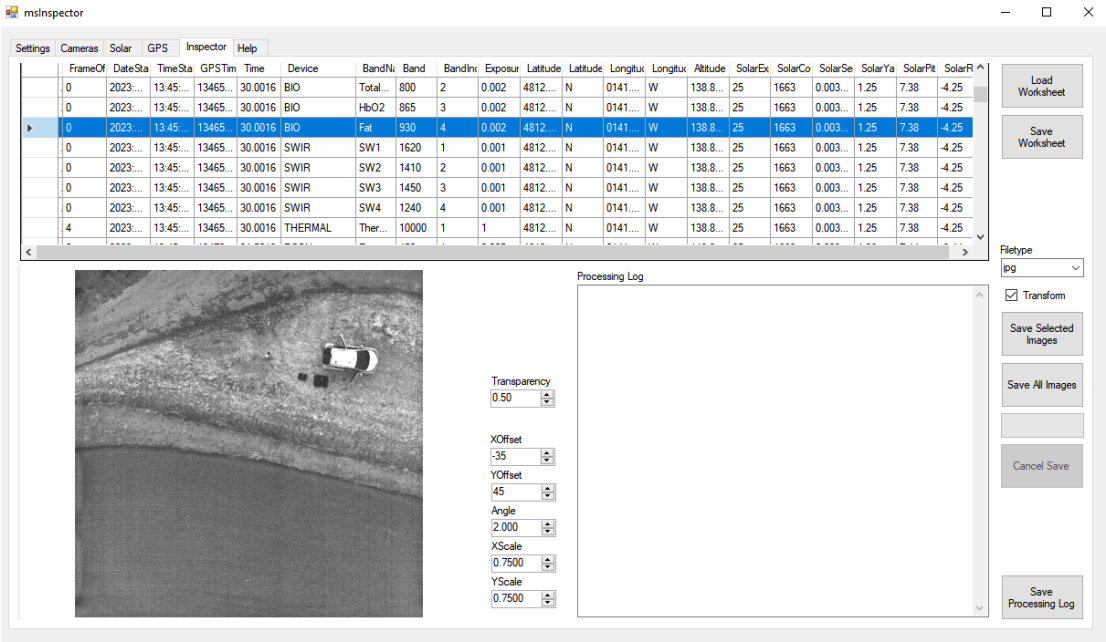 msInspector
Settings Cameras Solar GPS Inspector Help
FrameOf DateSta TimeSta GPSTim Time Device BandNa Band BandInc Exposur Latitude Latitude Longituc Longituc Altitude SolarEx SolarCo SolarSe SolarYa SolarPit SolarR
0 2023:... 13:45:... 13465... 30.0016 BIO Total... 800 2 0.002 4812.... N 0141.... W 138.8... 25 1663 0.003... 1.25 7.38 -4.25
0 2023:... 13:45:... 13465... 30.0016 BIO HbO2 865 3 0.002 4812.... N 0141.... W 138.8... 25 1663 0.003... 1.25 7.38 -4.25
0 2023:... 13:45:... 13465... 30.0016 BIO Fat 930 4 0.002 4812.... N 0141.... W 138.8... 25 1663 0.003... 1.25 7.38 -4.25
0 2023:... 13:45:... 13465... 30.0016 SWIR SW1 1620 1 0.001 4812.... N 0141.... W 138.8... 25 1663 0.003... 1.25 7.38 -4.25
0 2023:... 13:45:... 13465... 30.0016 SWIR SW2 1410 2 0.001 4812.... N 0141.... W 138.8... 25 1663 0.003... 1.25 7.38 -4.25
0 2023:... 13:45:... 13465... 30.0016 SWIR SW3 1450 3 0.001 4812.... N 0141.... W 138.8... 25 1663 0.003... 1.25 7.38 -4.25
0 2023:... 13:45:... 13465... 30.0016 SWIR SW4 1240 4 0.001 4812.... N 0141.... W 138.8... 25 1663 0.003... 1.25 7.38 -4.25
4 2023:... 13:45:... 13465... 30.0016 THERMAL Ther... 10000 1 1 4812.... N 0141.... W 138.8... 25 1663 0.003... 1.25 7.38 -4.25
Load
Worksheet
Save
Worksheet
Filetype
jpg
Transform
Save Selected
Images
Save All Images
Cancel Save
Save
Processing Log
Processing Log
Transparency
0.50
XOffset
-35
YOffset
45
Angle
2.000
XScale
0.7500
YScale
0.7500